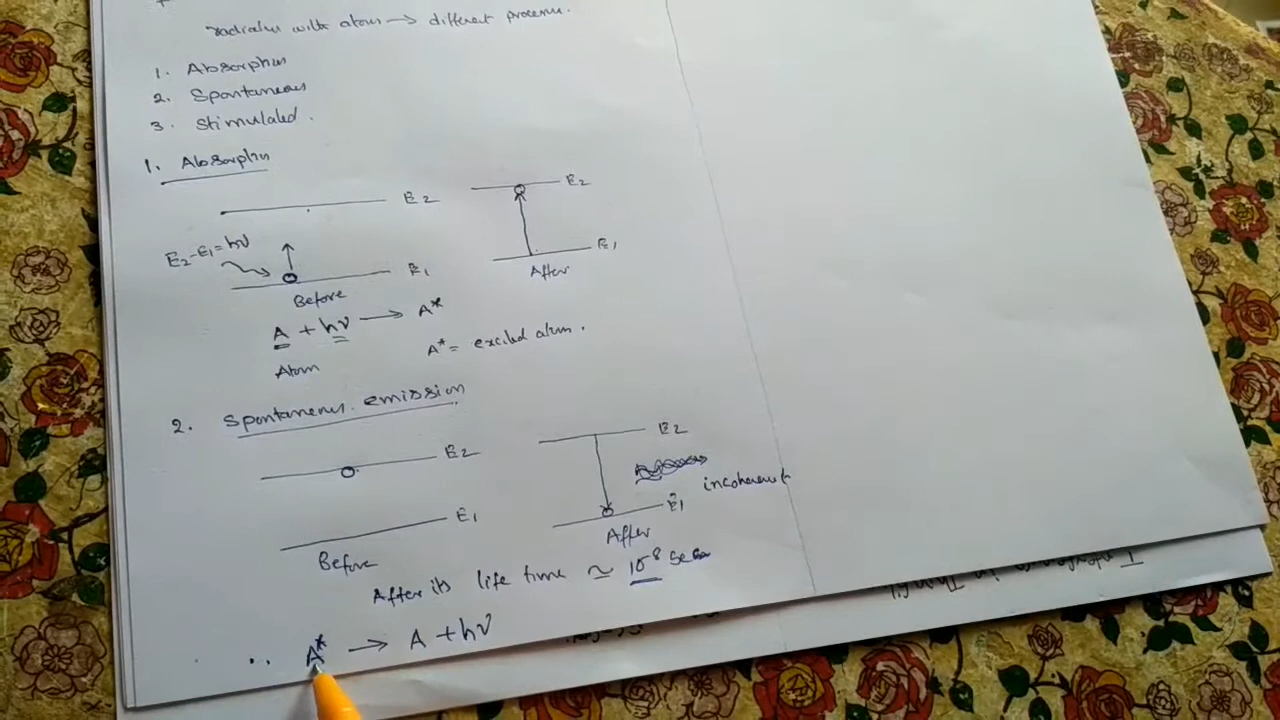 radiation with atom → different process.
1. Absorption
2. Spontaneous
3. Stimulated.
1. Absorption
E2
E2
E2-E1=hν
E1
E1
Before
After
A + hν → A*
Atom
A* = excited atom.
2. Spontaneous emission
E2
E2
incoherent
E1
E1
Before
After
After its life time ≃ 10^-8 Sec
∴ A* → A + hν